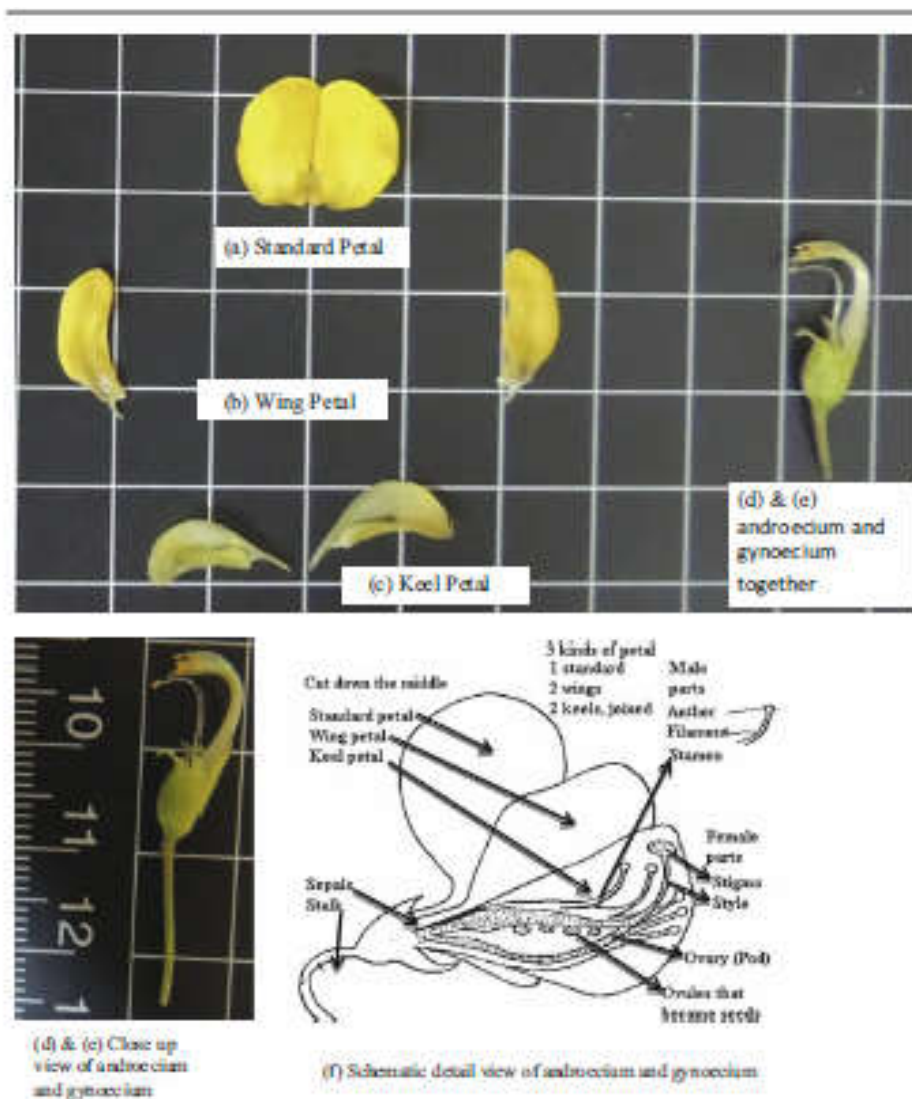 (a) Standard Petal
(b) Wing Petal
(c) Keel Petal
(d) & (e)
androecium and
gynoecium
together
10
11
12
1
(d) & (e) Close up
view of androecium
and gynoecium
Cut down the middle
Standard petal
Wing petal
Keel petal
3 kinds of petal
1 standard
2 wings
2 keels, joined
Male
parts
Anther
Filament
Stamen
Female
parts
Stigma
Style
Sepals
Stalk
Ovary (Pod)
Ovules that
become seeds
(f) Schematic detail view of androecium and gynoecium